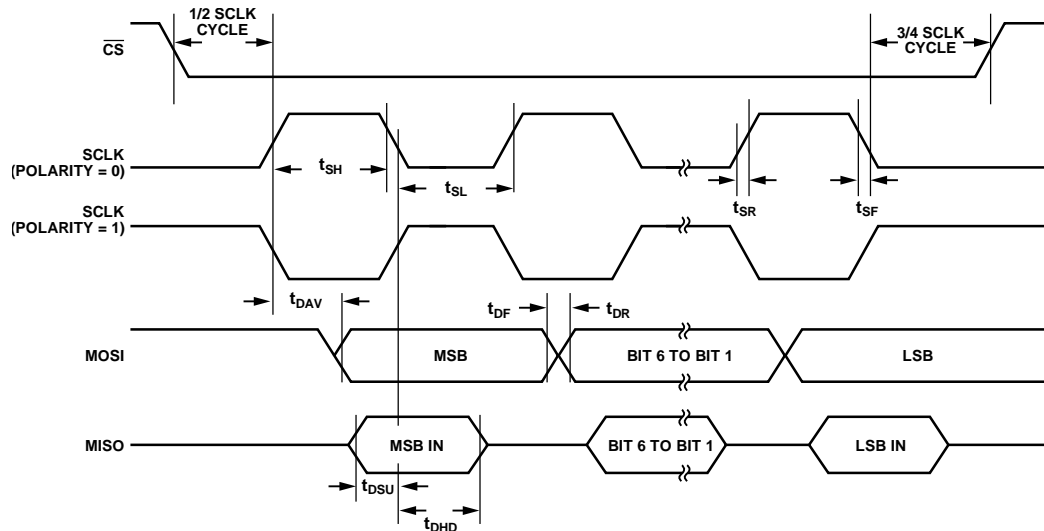 1/2 SCLK
CYCLE
3/4 SCLK
CYCLE
CS
SCLK
(POLARITY = 0)
tSH
tSL
tSR
tSF
SCLK
(POLARITY = 1)
tDAV
tDF
tDR
MOSI
MSB
BIT 6 TO BIT 1
LSB
MISO
MSB IN
BIT 6 TO BIT 1
LSB IN
tDSU
tDHD